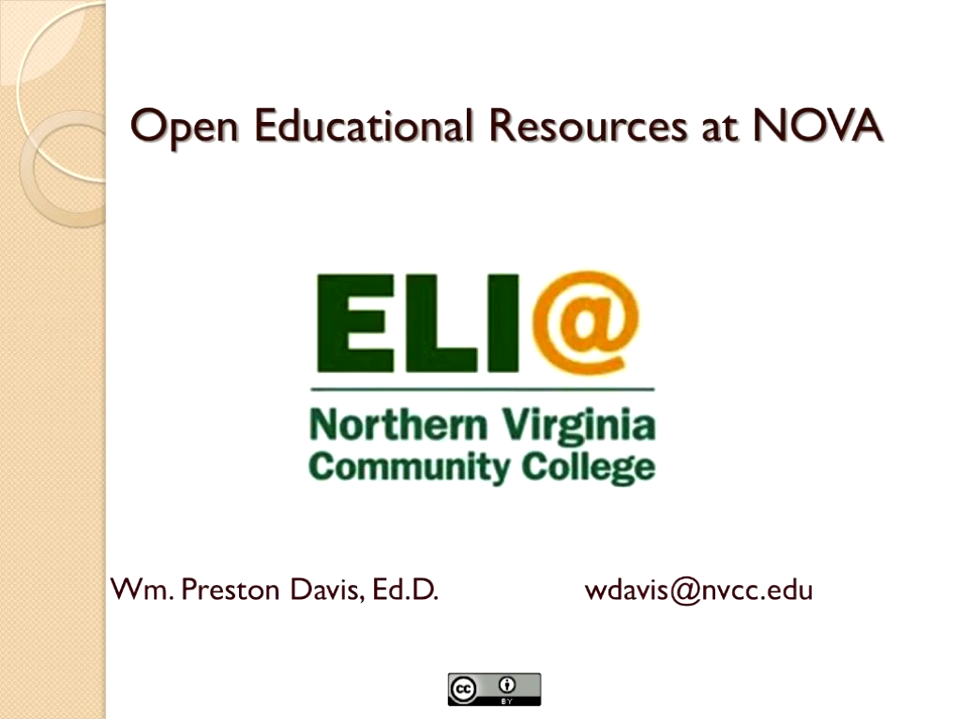 Open Educational Resources at NOVA
ELI@
Northern Virginia
Community College
Wm. Preston Davis, Ed.D. wdavis@nvcc.edu
cc
BY